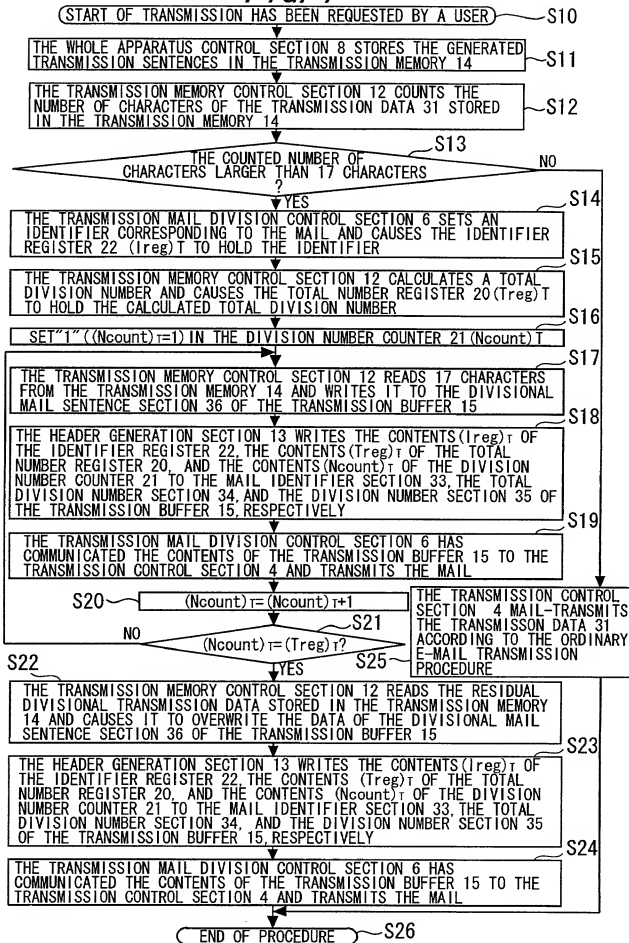 START OF TRANSMISSION HAS BEEN REQUESTED BY A USER
S10
THE WHOLE APPARATUS CONTROL SECTION 8 STORES THE GENERATED
TRANSMISSION SENTENCES IN THE TRANSMISSION MEMORY 14
S11
THE TRANSMISSION MEMORY CONTROL SECTION 12 COUNTS THE
NUMBER OF CHARACTERS OF THE TRANSMISSION DATA 31 STORED
IN THE TRANSMISSION MEMORY 14
S12
S13
THE COUNTED NUMBER OF
CHARACTERS LARGER THAN 17 CHARACTERS
?
NO
YES
S14
THE TRANSMISSION MAIL DIVISION CONTROL SECTION 6 SETS AN
IDENTIFIER CORRESPONDING TO THE MAIL AND CAUSES THE IDENTIFIER
REGISTER 22 (Ireg)T TO HOLD THE IDENTIFIER
S15
THE TRANSMISSION MEMORY CONTROL SECTION 12 CALCULATES A TOTAL
DIVISION NUMBER AND CAUSES THE TOTAL NUMBER REGISTER 20(Treg)T
TO HOLD THE CALCULATED TOTAL DIVISION NUMBER
S16
SET"1"((Ncount)T=1) IN THE DIVISION NUMBER COUNTER 21(Ncount)T
S17
THE TRANSMISSION MEMORY CONTROL SECTION 12 READS 17 CHARACTERS
FROM THE TRANSMISSION MEMORY 14 AND WRITES IT TO THE DIVISIONAL
MAIL SENTENCE SECTION 36 OF THE TRANSMISSION BUFFER 15
S18
THE HEADER GENERATION SECTION 13 WRITES THE CONTENTS(Ireg)T OF
THE IDENTIFIER REGISTER 22, THE CONTENTS(Treg)T OF THE TOTAL
NUMBER REGISTER 20, AND THE CONTENTS(Ncount)T OF THE DIVISION
NUMBER COUNTER 21 TO THE MAIL IDENTIFIER SECTION 33, THE TOTAL
DIVISION NUMBER SECTION 34, AND THE DIVISION NUMBER SECTION 35 OF
THE TRANSMISSION BUFFER 15, RESPECTIVELY
S19
THE TRANSMISSION MAIL DIVISION CONTROL SECTION 6 HAS
COMMUNICATED THE CONTENTS OF THE TRANSMISSION BUFFER 15 TO THE
TRANSMISSION CONTROL SECTION 4 AND TRANSMITS THE MAIL
S20
(Ncount)T=(Ncount)T+1
S21
NO
(Ncount)T=(Treg)T?
YES
S25
THE TRANSMISSION CONTROL
SECTION 4 MAIL-TRANSMITS
THE TRANSMISSON DATA 31
ACCORDING TO THE ORDINARY
E-MAIL TRANSMISSION
PROCEDURE
S22
THE TRANSMISSION MEMORY CONTROL SECTION 12 READS THE RESIDUAL
DIVISIONAL TRANSMISSION DATA STORED IN THE TRANSMISSION MEMORY
14 AND CAUSES IT TO OVERWRITE THE DATA OF THE DIVISIONAL MAIL
SENTENCE SECTION 36 OF THE TRANSMISSION BUFFER 15
S23
THE HEADER GENERATION SECTION 13 WRITES THE CONTENTS(Ireg)T OF
THE IDENTIFIER REGISTER 22, THE CONTENTS (Treg)T OF THE TOTAL
NUMBER REGISTER 20, AND THE CONTENTS (Ncount)T OF THE DIVISION
NUMBER COUNTER 21 TO THE MAIL IDENTIFIER SECTION 33, THE TOTAL
DIVISION NUMBER SECTION 34, AND THE DIVISION NUMBER SECTION 35
OF THE TRANSMISSION BUFFER 15, RESPECTIVELY
S24
THE TRANSMISSION MAIL DIVISION CONTROL SECTION 6 HAS
COMMUNICATED THE CONTENTS OF THE TRANSMISSION BUFFER 15 TO THE
TRANSMISSION CONTROL SECTION 4 AND TRANSMITS THE MAIL
END OF PROCEDURE
S26